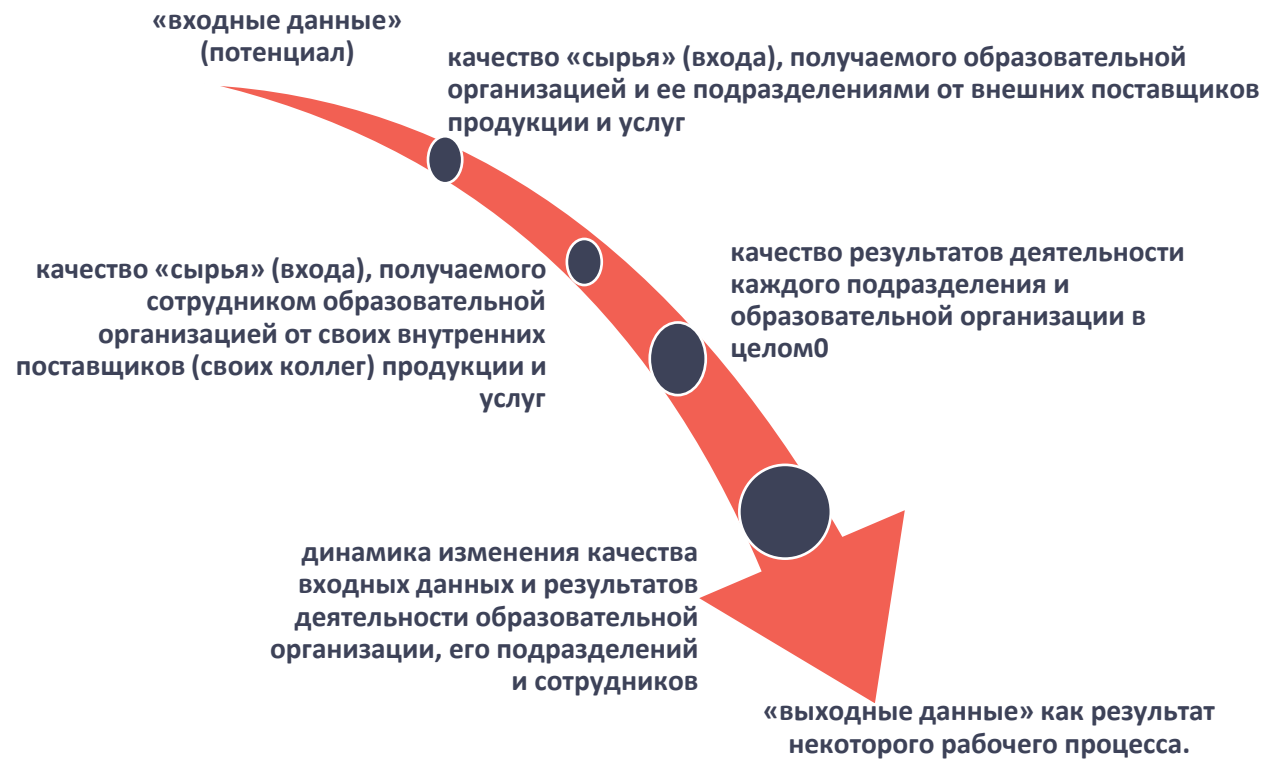 «входные данные»
(потенциал)
качество «сырья» (входа), получаемого образовательной
организацией и ее подразделениями от внешних поставщиков
продукции и услуг
качество «сырья» (входа), получаемого
сотрудником образовательной
организацией от своих внутренних
поставщиков (своих коллег) продукции и
услуг
качество результатов деятельности
каждого подразделения и
образовательной организации в
целом0
динамика изменения качества
входных данных и результатов
деятельности образовательной
организации, его подразделений
и сотрудников
«выходные данные» как результат
некоторого рабочего процесса.